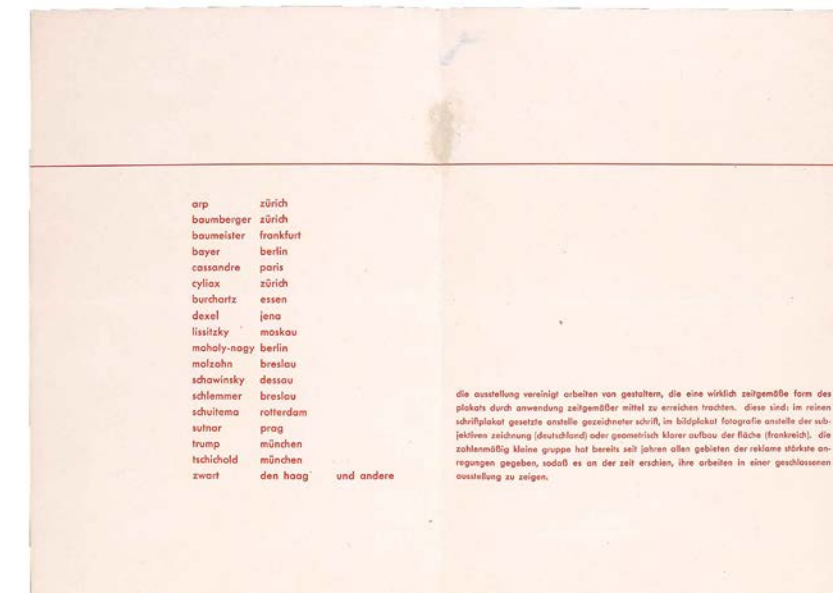 arp zürich
baumberger zürich
baumeister frankfurt
bayer berlin
cassandre paris
cyliax zürich
burchartz essen
dexel jena
lissitzky moskau
moholy-nagy berlin
molzahn breslau
schawinsky dessau
schlemmer breslau
schuitema rotterdam
sutnar prag
trump münchen
tschichold münchen
zwart den haag und andere
die ausstellung vereinigt arbeiten von gestaltern, die eine wirklich zeitgemäße form des
plakats durch anwendung zeitgemäßer mittel zu erreichen trachten. diese sind: im reinen
schriftplakat gesetzte anstelle gezeichneter schrift, im bildplakat fotografie anstelle der sub-
jektiven zeichnung (deutschland) oder geometrisch klarer aufbau der fläche (frankreich). die
zahlenmäßig kleine gruppe hat bereits seit jahren allen gebieten der reklame stärkste an-
regungen gegeben, sodaß es an der zeit erschien, ihre arbeiten in einer geschlossenen
ausstellung zu zeigen.